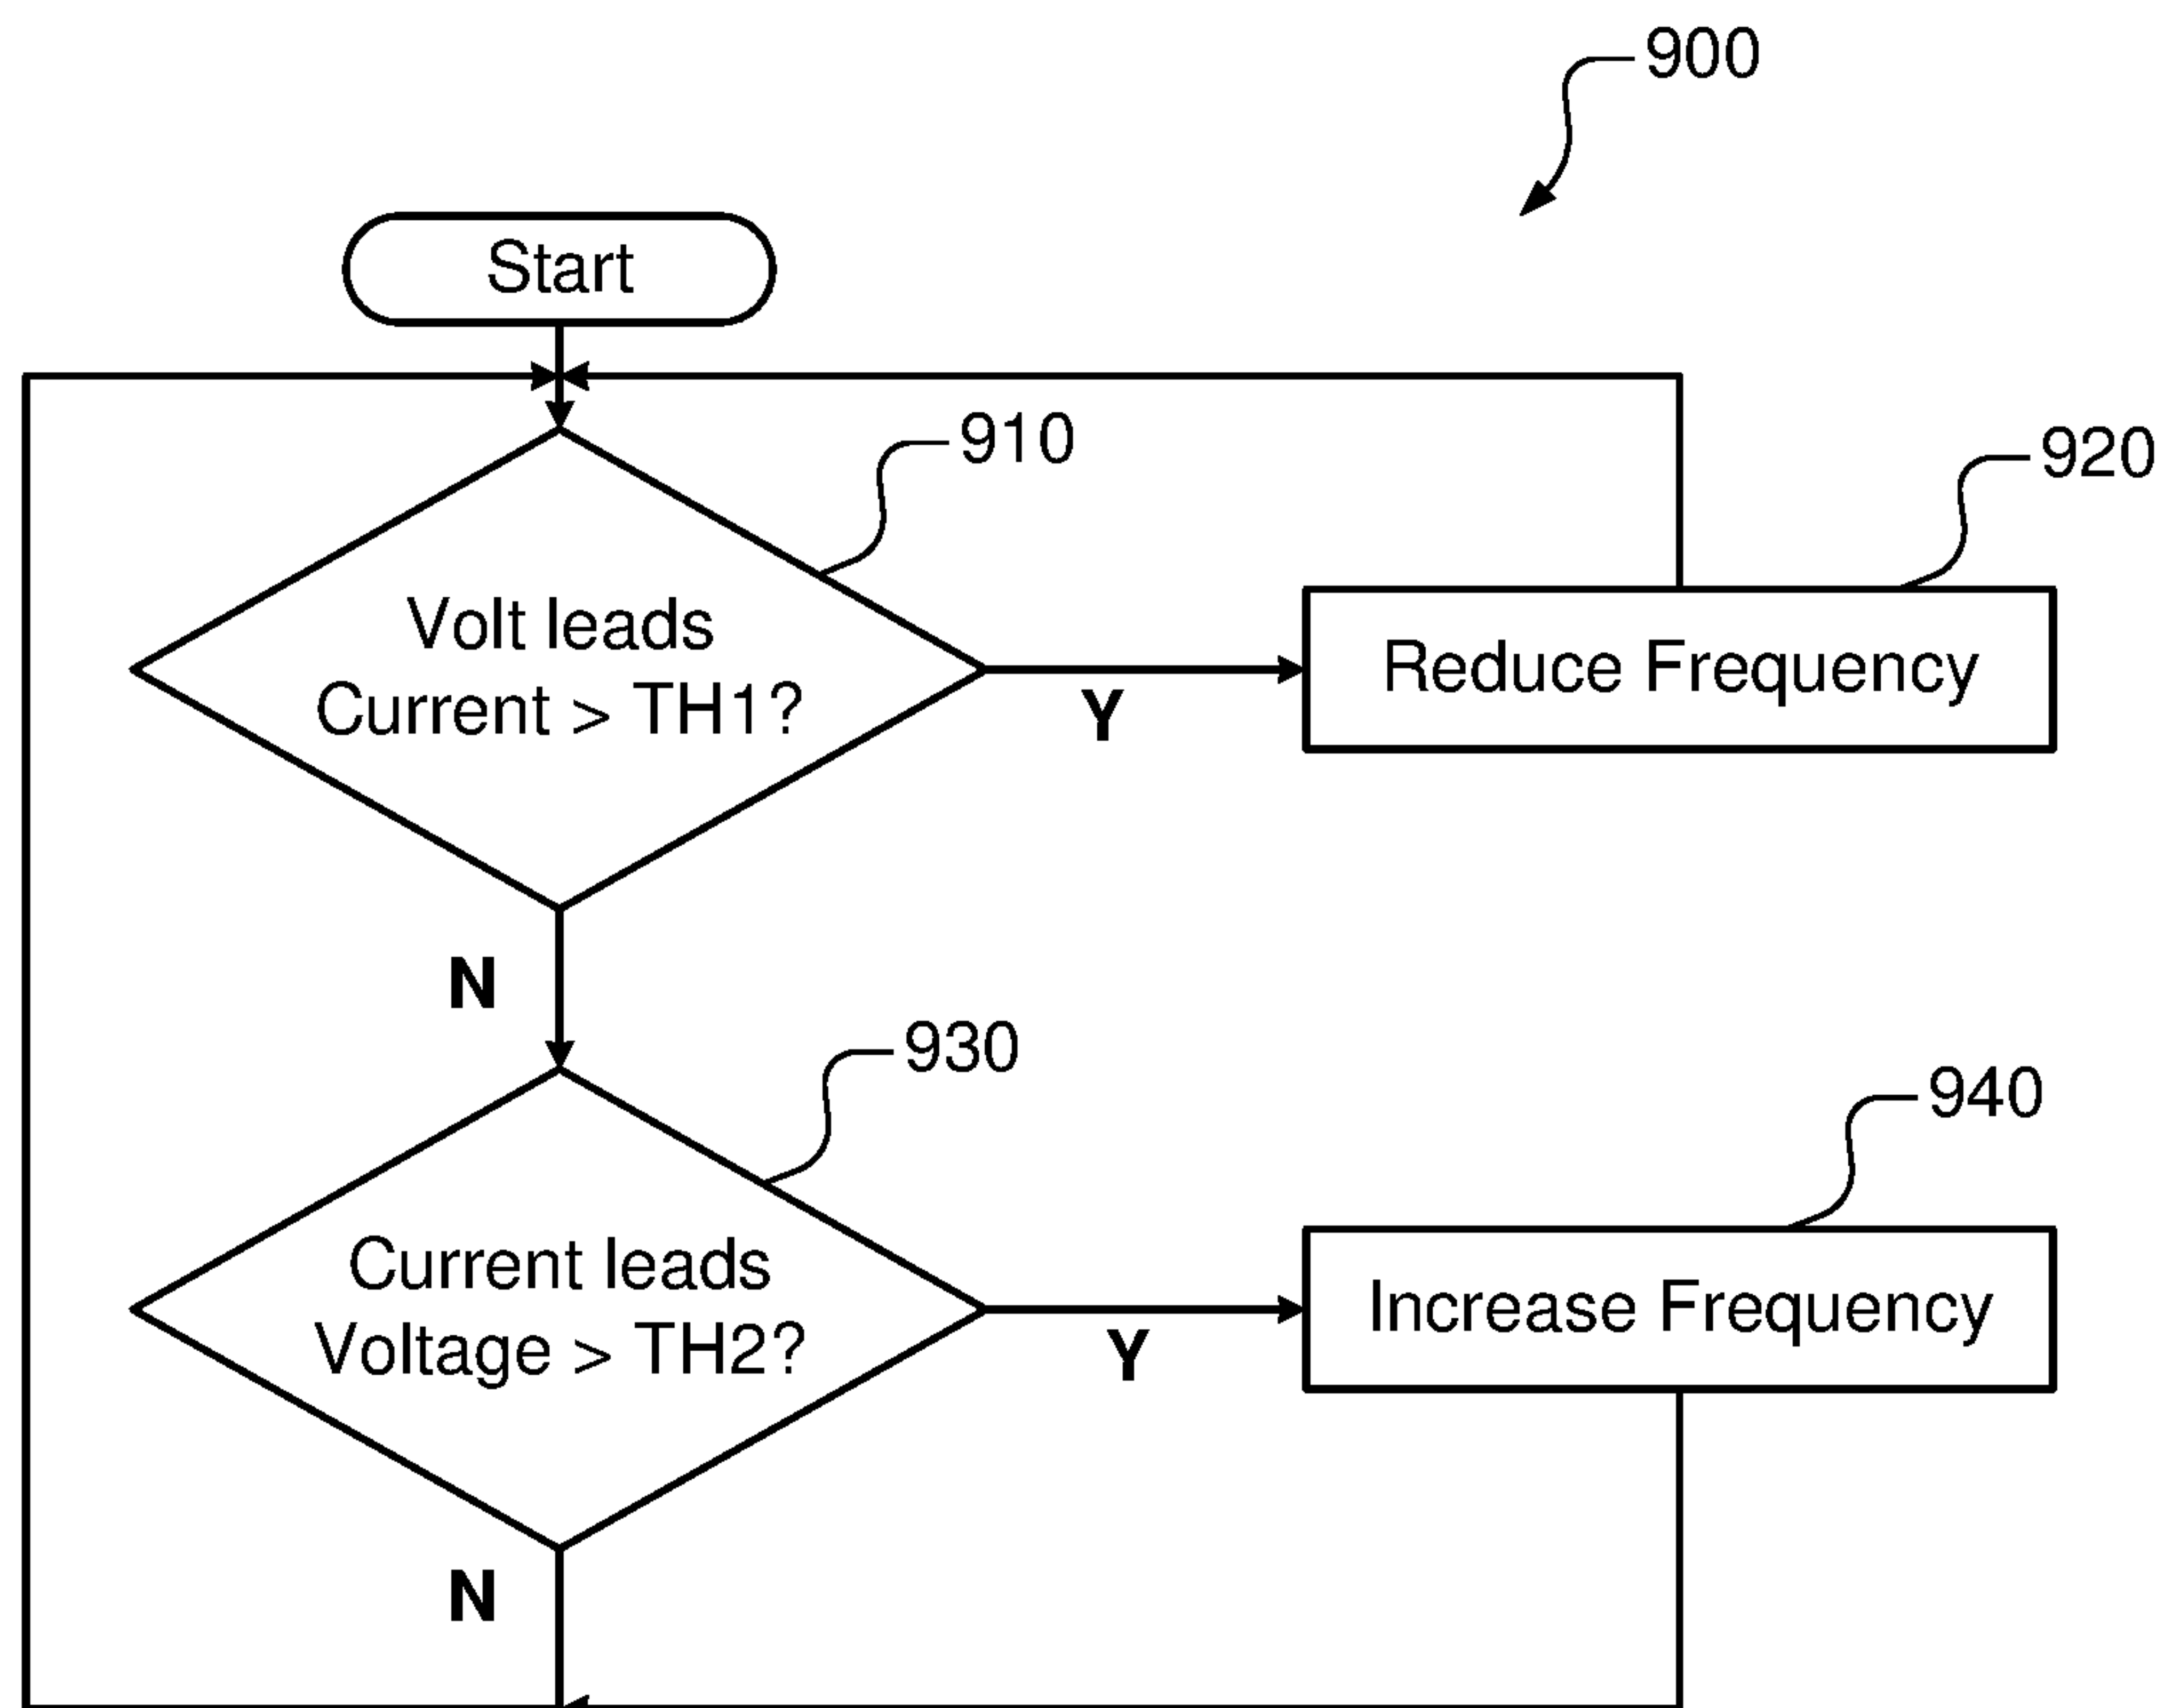 900
Start
910
920
Volt leads
Current > TH1?
Y
Reduce Frequency
N
930
940
Current leads
Voltage > TH2?
Y
Increase Frequency
N